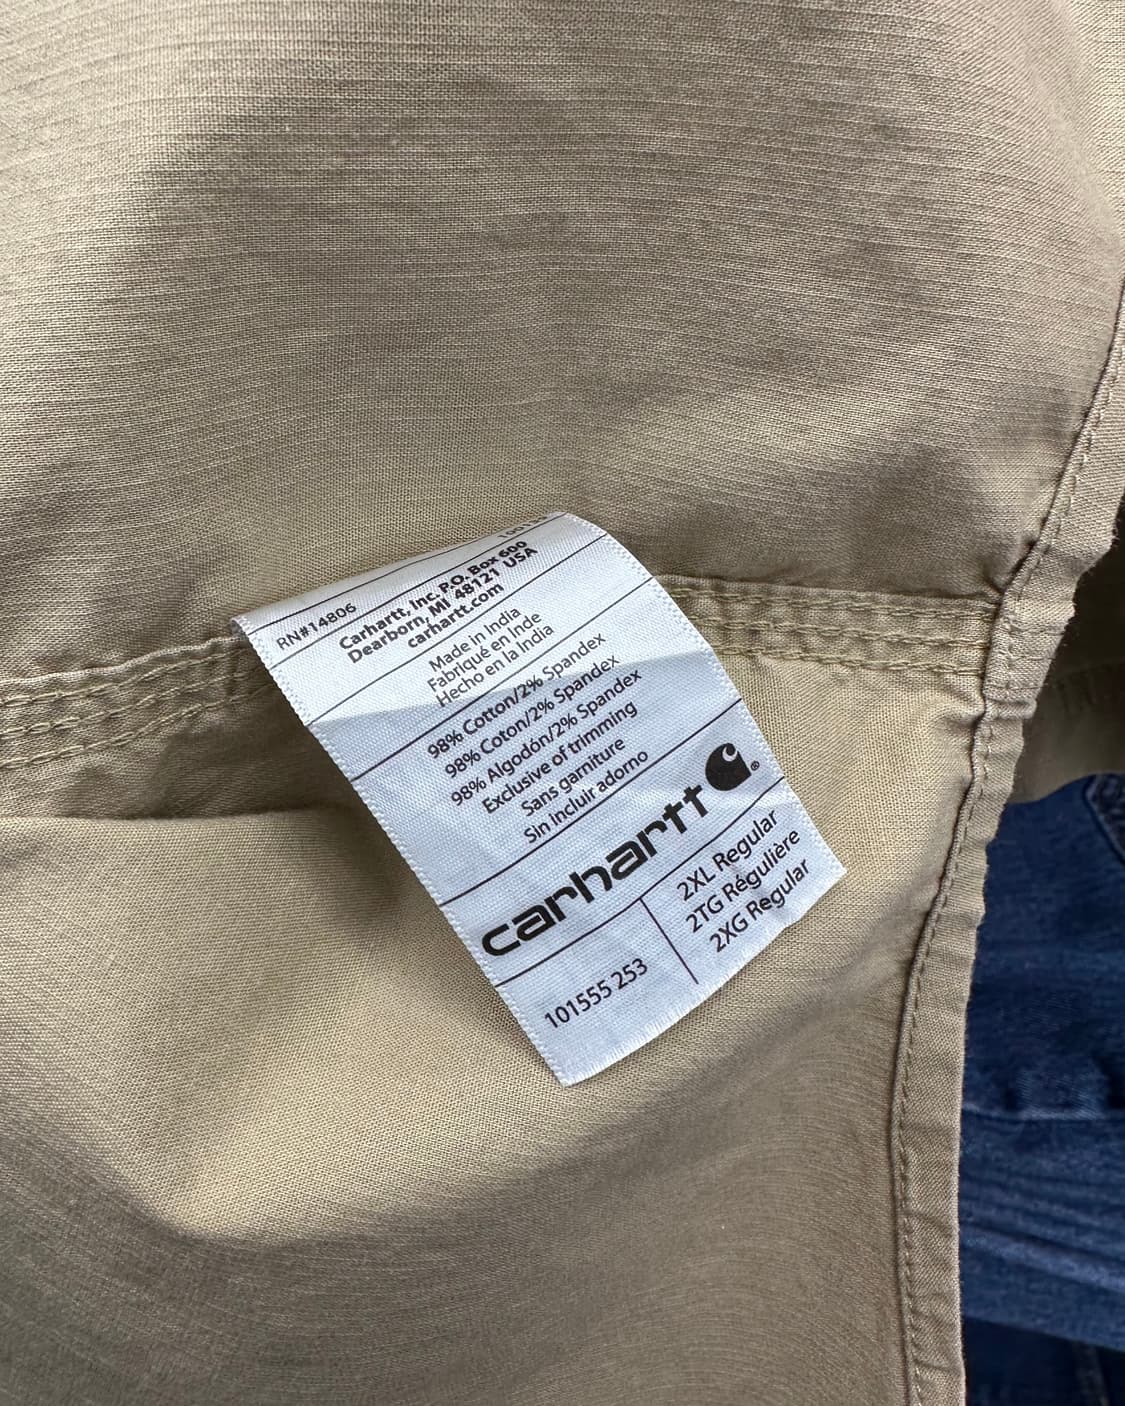 RN#14806
Carhartt, Inc. P.O. Box 600
Dearborn, MI 48121 USA
carhartt.com
Made in India
Fabriqué en Inde
Hecho en la India
98% Cotton/2% Spandex
98% Coton/2% Spandex
98% Algodón/2% Spandex
Exclusive of trimming
Sans garniture
Sin incluir adorno
carhartt ®
101555 253
2XL Regular
2TG Régulière
2XG Regular